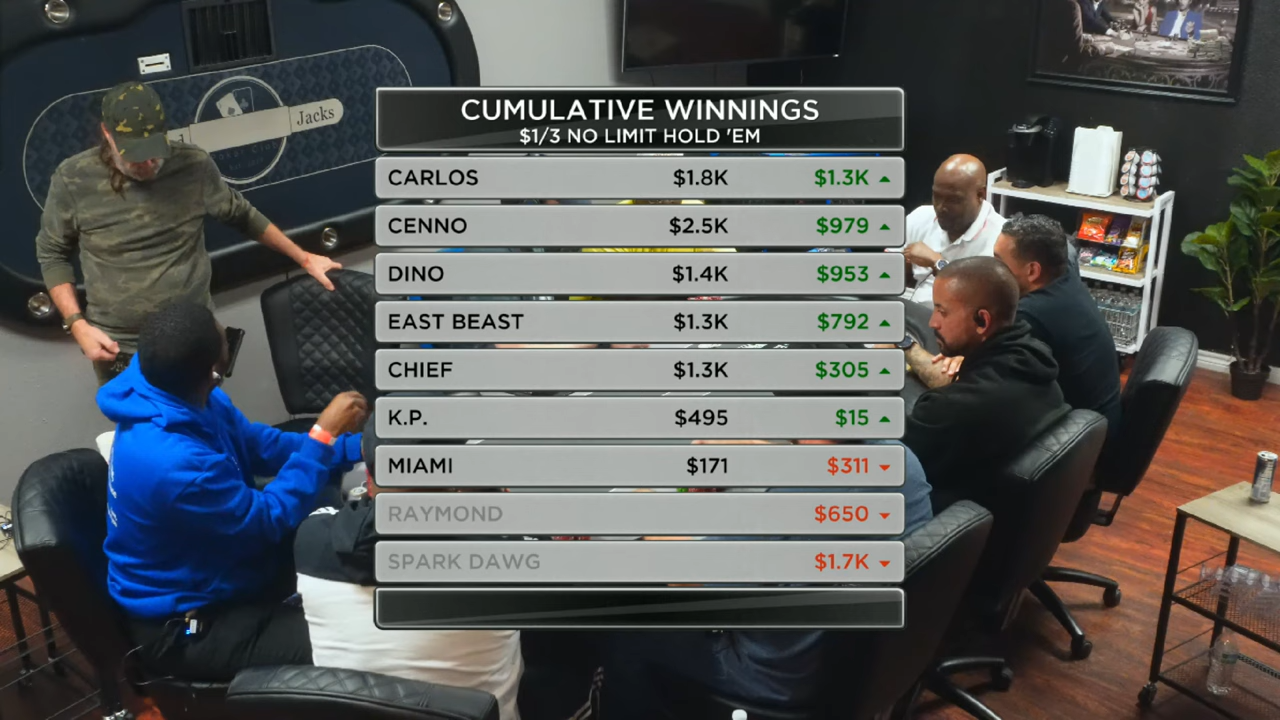 Jacks
CUMULATIVE WINNINGS
$1/3 NO LIMIT HOLD 'EM
CARLOS $1.8K $1.3K
CENNO $2.5K $979
DINO $1.4K $953
EAST BEAST $1.3K $792
CHIEF $1.3K $305
K.P. $495 $15
MIAMI $171 $311
RAYMOND $650
SPARK DAWG $1.7K